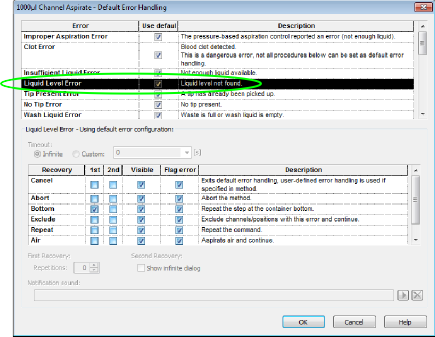 1000µl Channel Aspirate - Default Error Handling
Error Use defaul Description
Improper Aspiration Error The pressure-based aspiration control reported an error (not enough liquid).
Clot Error Blood clot detected.
This is a dangerous error, not all procedures below can be set as default error
handling.
Insufficient Liquid Error Not enough liquid available.
Liquid Level Error Liquid level not found.
Tip Present Error A tip has already been picked up.
No Tip Error No tip present.
Wash Liquid Error Waste is full or wash liquid is empty.
Liquid Level Error - Using default error configuration:
Timeout:
Infinite Custom: 0 [s]
Recovery 1st 2nd Visible Flag error Description
Cancel Exits default error handling, user-defined error handling is used if
specified in method.
Abort Abort the method.
Bottom Repeat the step at the container bottom.
Exclude Exclude channels/positions with this error and continue.
Repeat Repeat the command.
Air Aspirate air and continue.
First Recovery: Second Recovery:
Repetitions: 0 Show infinite dialog
Notification sound:
OK Cancel Help